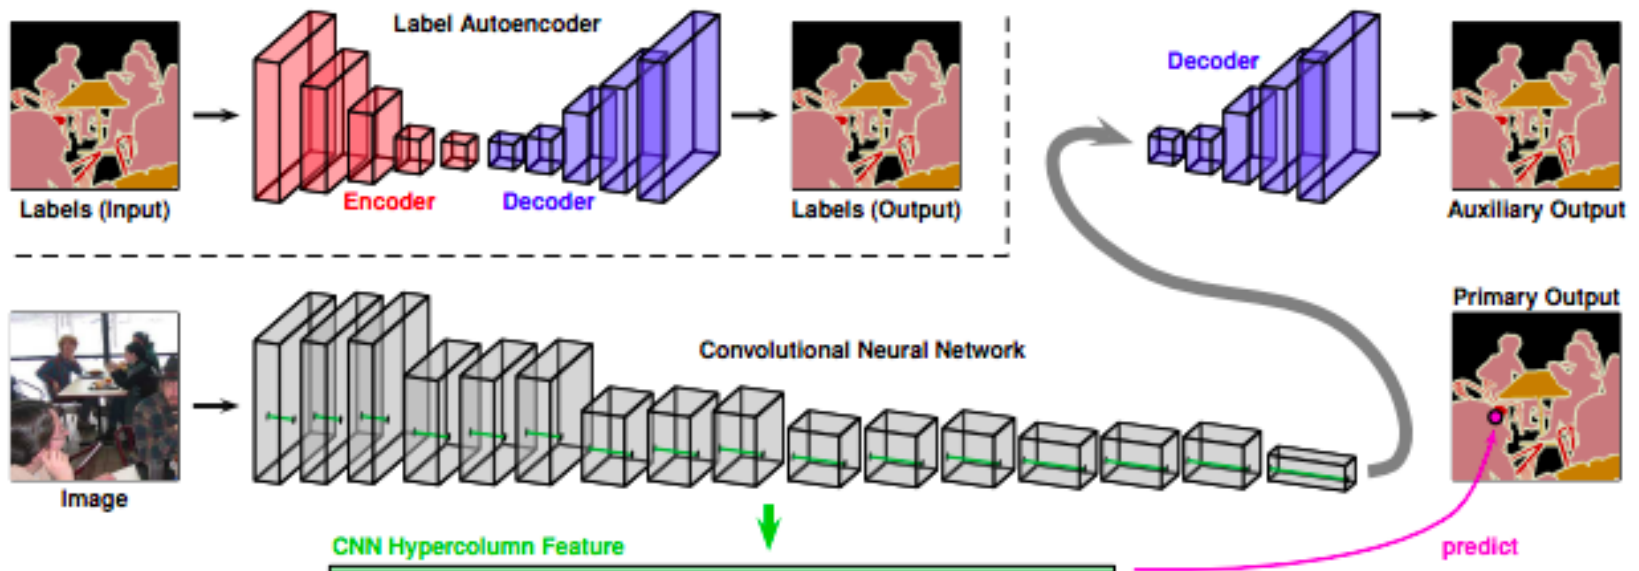 Label Autoencoder
Decoder
Encoder
Decoder
Labels (Input)
Labels (Output)
Auxiliary Output
Primary Output
Convolutional Neural Network
Image
CNN Hypercolumn Feature
predict